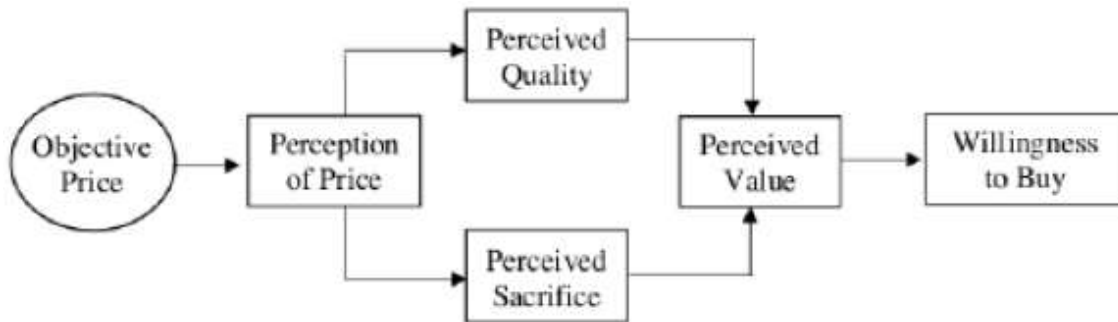 Perceived
Quality
Objective
Price
Perception
of Price
Perceived
Value
Willingness
to Buy
Perceived
Sacrifice